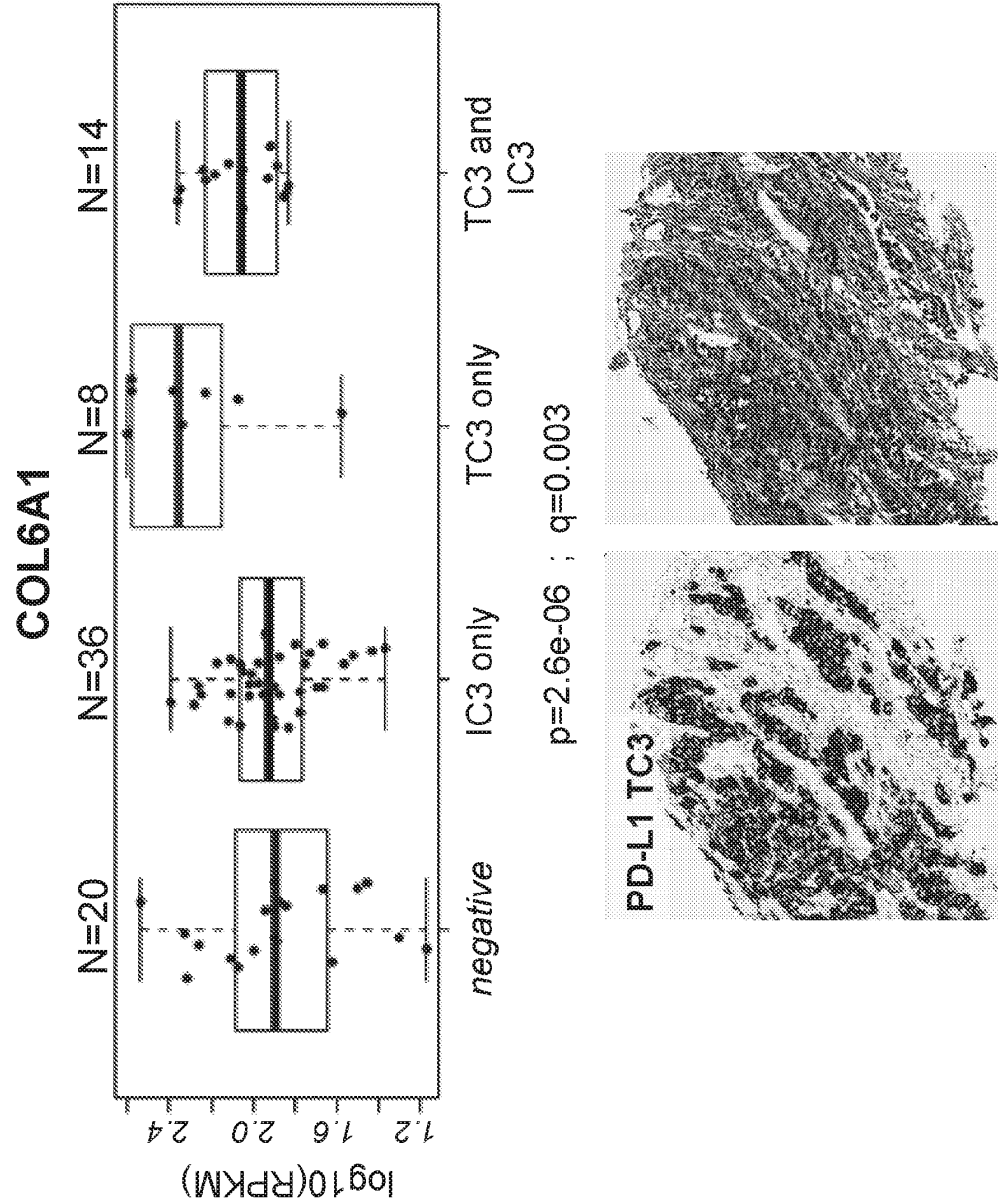 COL6A1
N=20 N=36 N=8 N=14
log10(RPKM)
2.4
2.0
1.6
1.2
negative IC3 only TC3 only TC3 and
IC3
p=2.6e-06 ; q=0.003
PD-L1 TC3